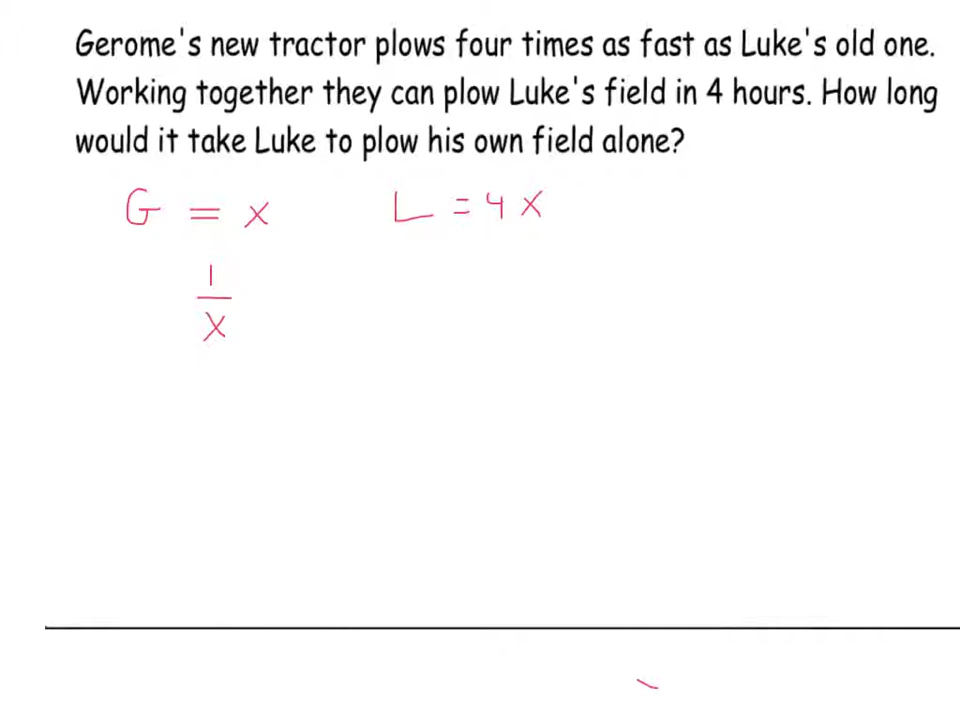 Gerome's new tractor plows four times as fast as Luke's old one.
Working together they can plow Luke's field in 4 hours. How long
would it take Luke to plow his own field alone?
G = x L = 4x
1
x